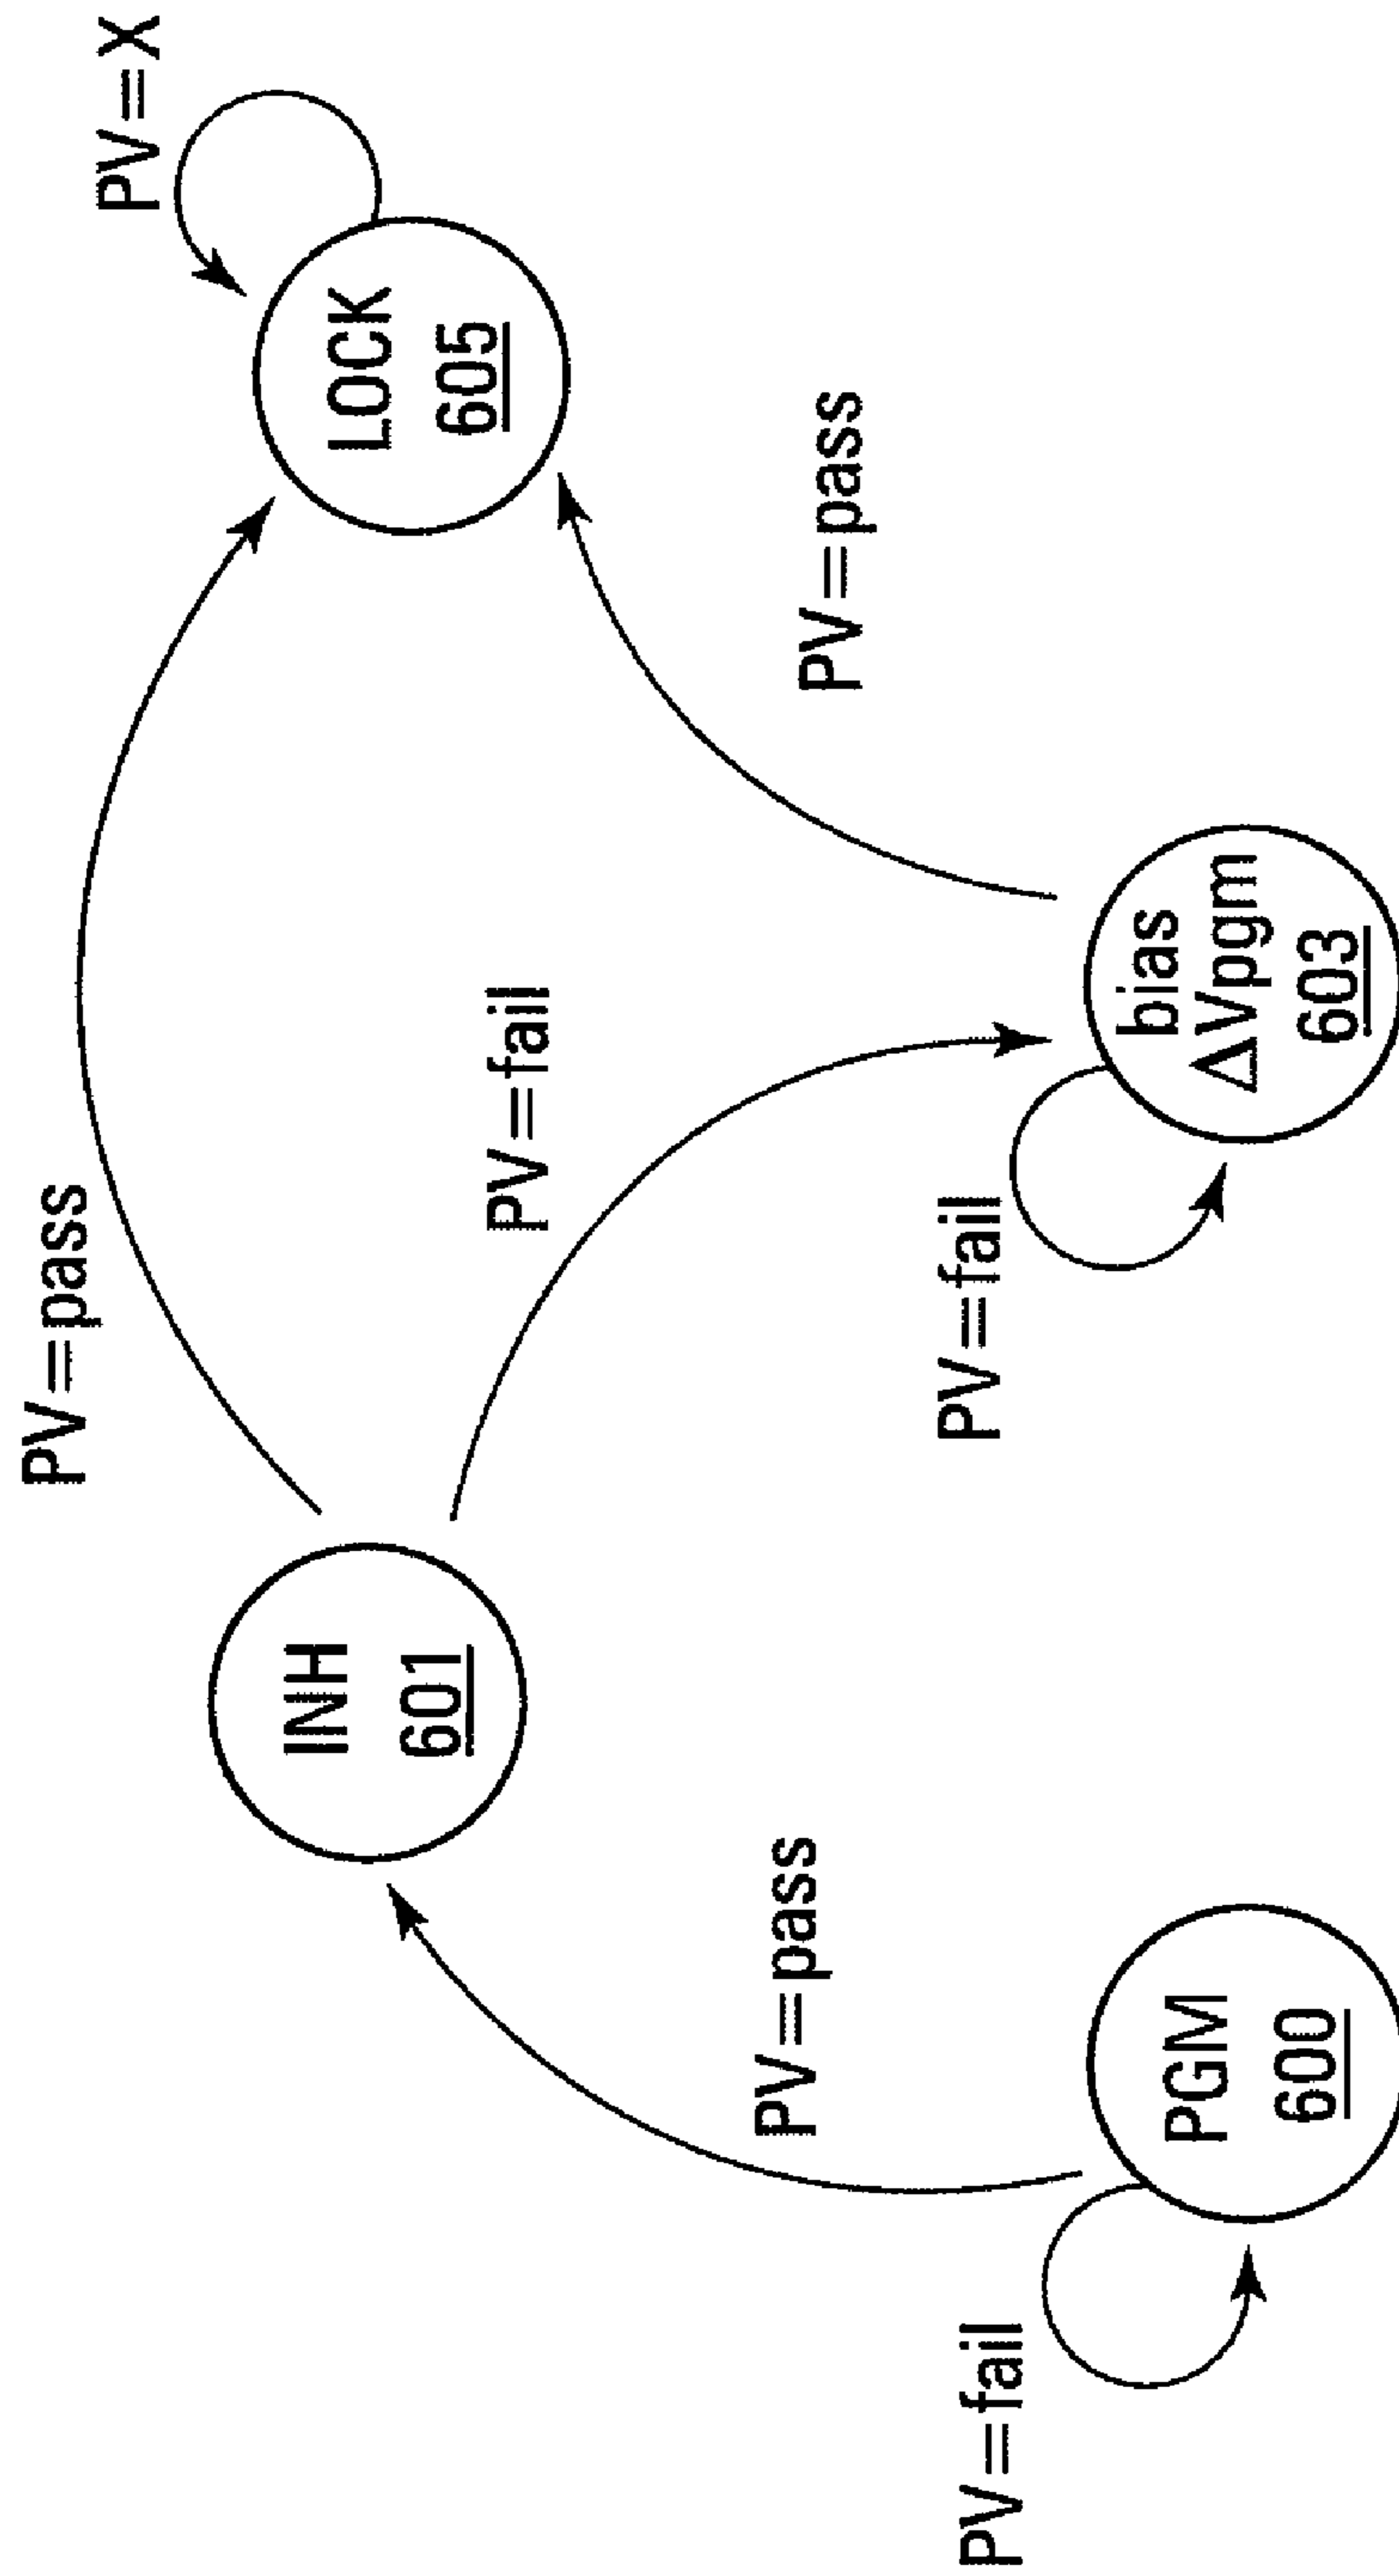 PV=pass
PV=X
INH
601
LOCK
605
PV=fail
PV=pass
PV=pass
PV=fail
PV=fail
PGM
600
bias
ΔVpgm
603